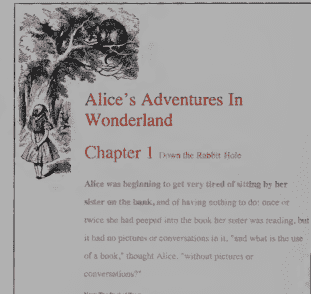 Alice's Adventures In
Wonderland
Chapter 1 Down the Rabbit Hole
Alice was beginning to get very tired of sitting by her
sister on the bank, and of having nothing to do: once or
twice she had peeped into the book her sister was reading, but
it had no pictures or conversations in it, "and what is the use
of a book," thought Alice, "without pictures or
conversations?"